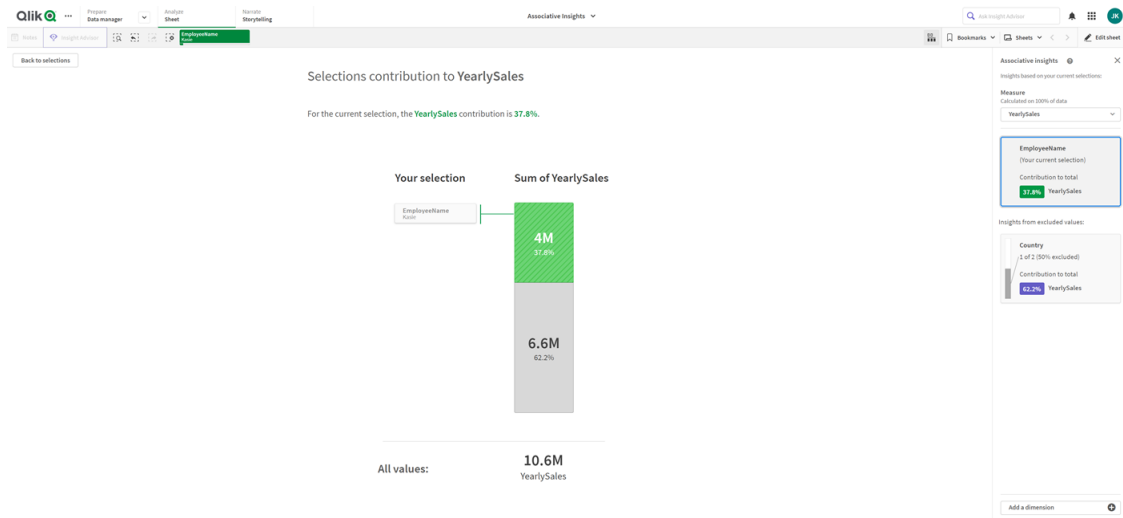 Qlik
Prepare
Data manager
Analyze
Sheet
Narrate
Storytelling
Associative Insights
Ask Insight Advisor
JK
Notes
Insight Advisor
EmployeeName
Kasie
Bookmarks
Sheets
Edit sheet
Back to selections
Selections contribution to YearlySales
For the current selection, the YearlySales contribution is 37.8%.
Your selection
Sum of YearlySales
EmployeeName
Kasie
4M
37.8%
6.6M
62.2%
All values:
10.6M
YearlySales
Associative insights
Insights based on your current selections:
Measure
Calculated on 100% of data
YearlySales
EmployeeName
(Your current selection)
Contribution to total
37.8% YearlySales
Insights from excluded values:
Country
1 of 2 (50% excluded)
Contribution to total
62.2% YearlySales
Add a dimension